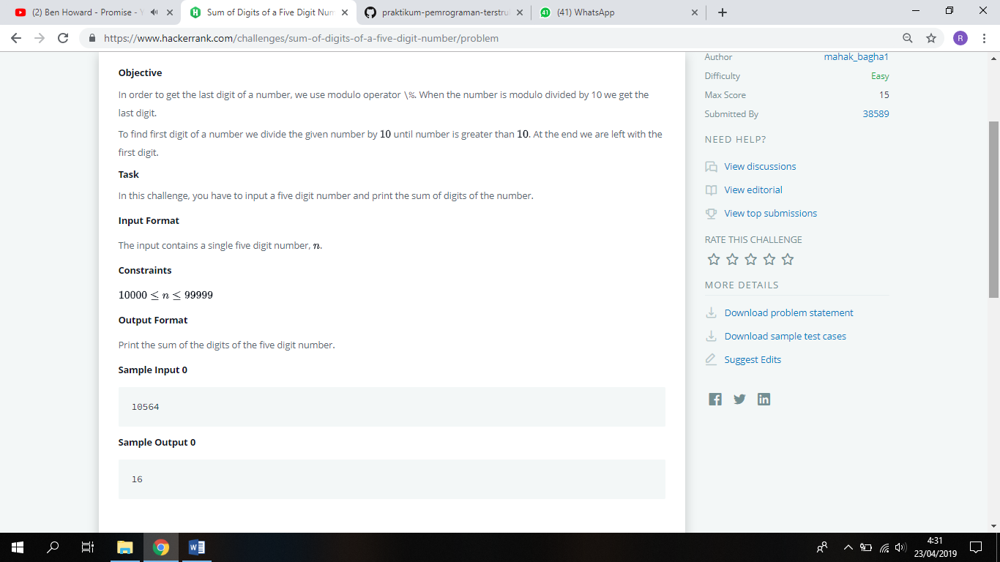 (2) Ben Howard - Promise - Y
Sum of Digits of a Five Digit Num
praktikum-pemrograman-terstru
(41) WhatsApp
https://www.hackerrank.com/challenges/sum-of-digits-of-a-five-digit-number/problem
R
Objective
In order to get the last digit of a number, we use modulo operator \%. When the number is modulo divided by 10 we get the
last digit.
To find first digit of a number we divide the given number by 10 until number is greater than 10. At the end we are left with the
first digit.
Task
In this challenge, you have to input a five digit number and print the sum of digits of the number.
Input Format
The input contains a single five digit number, n.
Constraints
10000 ≤ n ≤ 99999
Output Format
Print the sum of the digits of the five digit number.
Sample Input 0
10564
Sample Output 0
16
Author mahak_bagha1
Difficulty Easy
Max Score 15
Submitted By 38589
NEED HELP?
View discussions
View editorial
View top submissions
RATE THIS CHALLENGE
MORE DETAILS
Download problem statement
Download sample test cases
Suggest Edits
4:31
23/04/2019